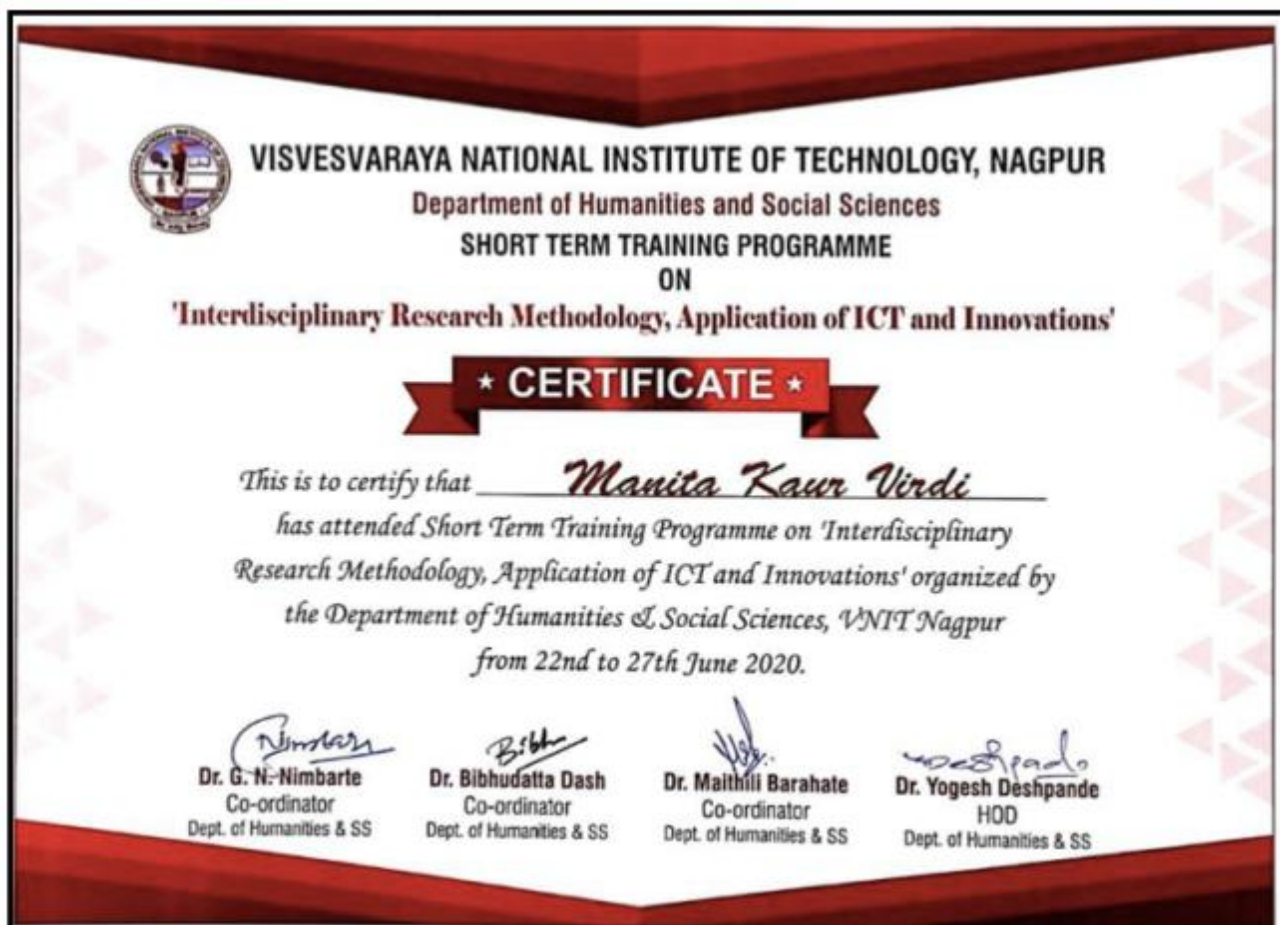 VISVESVARAYA NATIONAL INSTITUTE OF TECHNOLOGY, NAGPUR
Department of Humanities and Social Sciences
SHORT TERM TRAINING PROGRAMME
ON
'Interdisciplinary Research Methodology, Application of ICT and Innovations'
★ CERTIFICATE ★
This is to certify that Manita Kaur Virdi
has attended Short Term Training Programme on 'Interdisciplinary
Research Methodology, Application of ICT and Innovations' organized by
the Department of Humanities & Social Sciences, VNIT Nagpur
from 22nd to 27th June 2020.
Nimbarte Bibhu Deshpande
Dr. G. N. Nimbarte Dr. Bibhudatta Dash Dr. Maithili Barahate Dr. Yogesh Deshpande
Co-ordinator Co-ordinator Co-ordinator HOD
Dept. of Humanities & SS Dept. of Humanities & SS Dept. of Humanities & SS Dept. of Humanities & SS